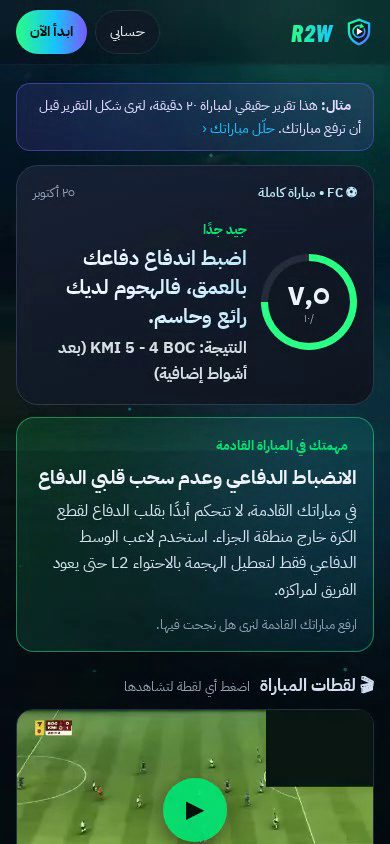 R2W
حسابي
ابدأ الآن
مثال: هذا تقرير حقيقي لمباراة ٢٠ دقيقة، لترى شكل التقرير قبل
أن ترفع مباراتك. حلّل مباراتك ›
⚽ FC • مباراة كاملة
٢٥ أكتوبر
جيد جدًا
اضبط اندفاع دفاعك
بالعمق، فالهجوم لديك
رائع وحاسم.
النتيجة: KMI 5 - 4 BOC (بعد
أشواط إضافية)
٧,٥
/١٠
مهمتك في المباراة القادمة
الانضباط الدفاعي وعدم سحب قلبي الدفاع
في مباراتك القادمة، لا تتحكم أبدًا بقلب الدفاع لقطع
الكرة خارج منطقة الجزاء. استخدم لاعب الوسط
الدفاعي فقط لتعطيل الهجمة بالاحتواء L2 حتى يعود
الفريق لمراكزه.
ارفع مباراتك القادمة لنرى هل نجحت فيها.
🎬 لقطات المباراة
اضغط أي لقطة لتشاهدها
BOC 0
KMI 0